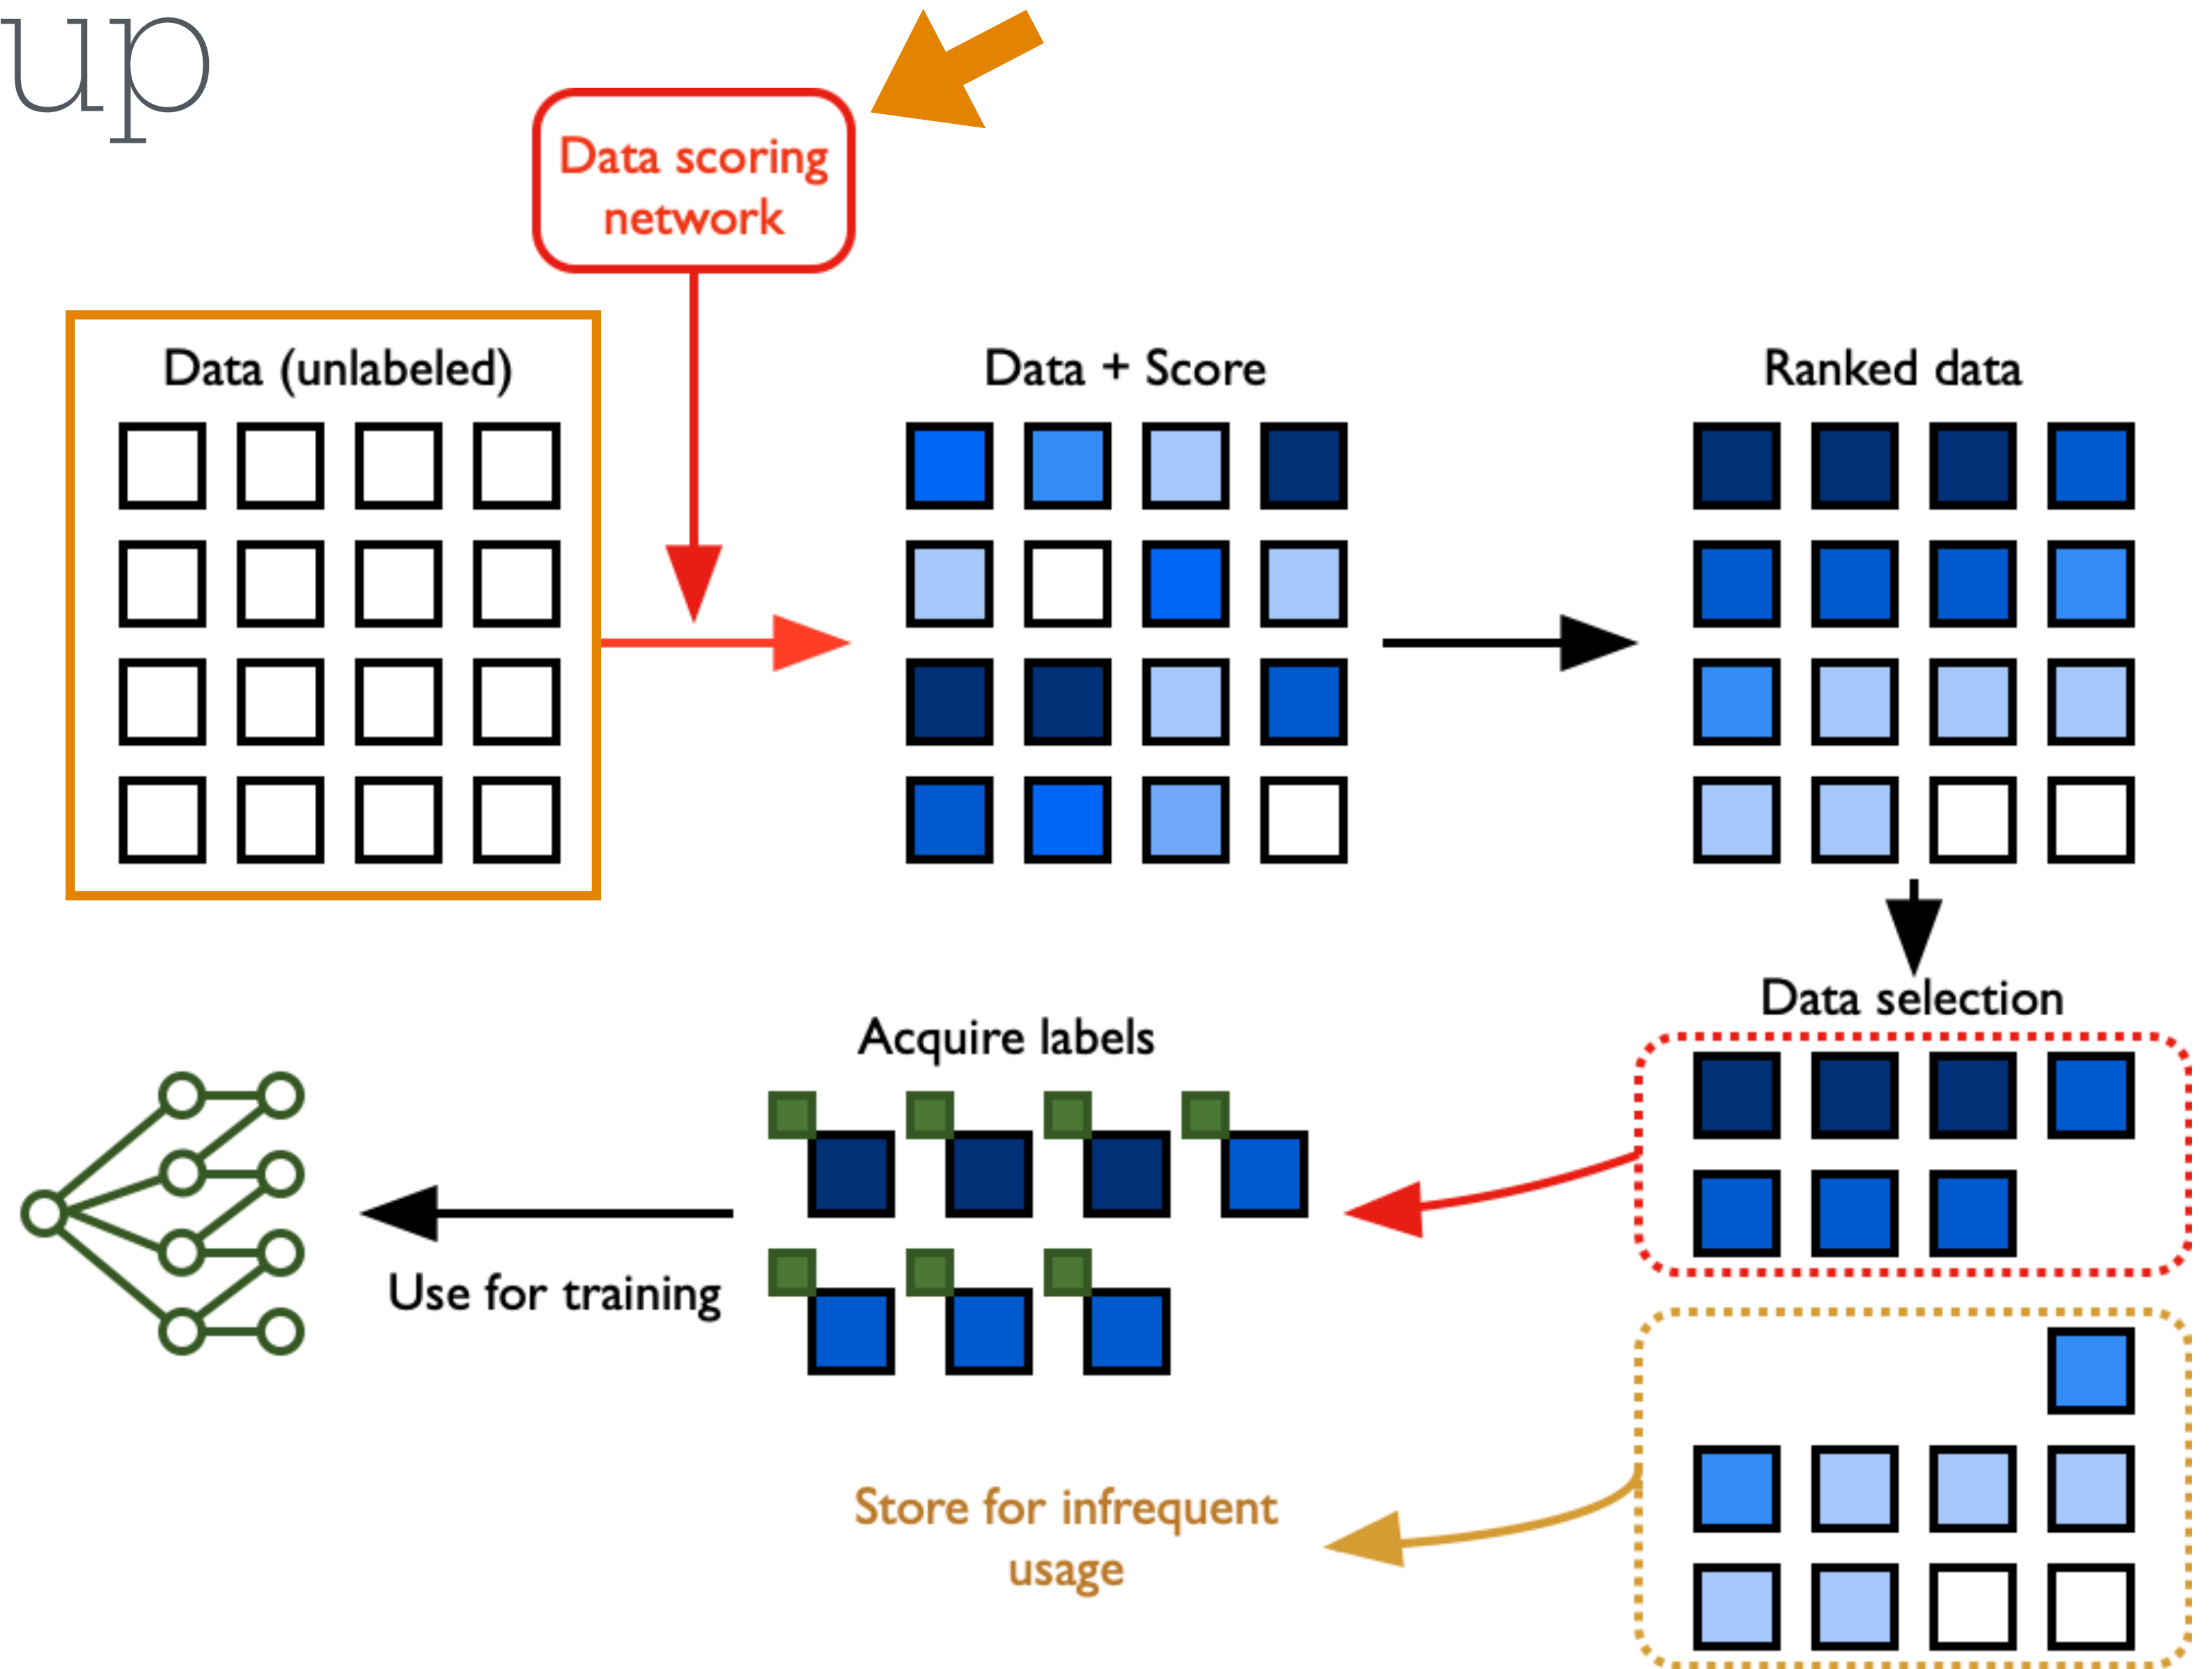 up
Data scoring
network
Data (unlabeled)
Data + Score
Ranked data
Data selection
Acquire labels
Use for training
Store for infrequent
usage